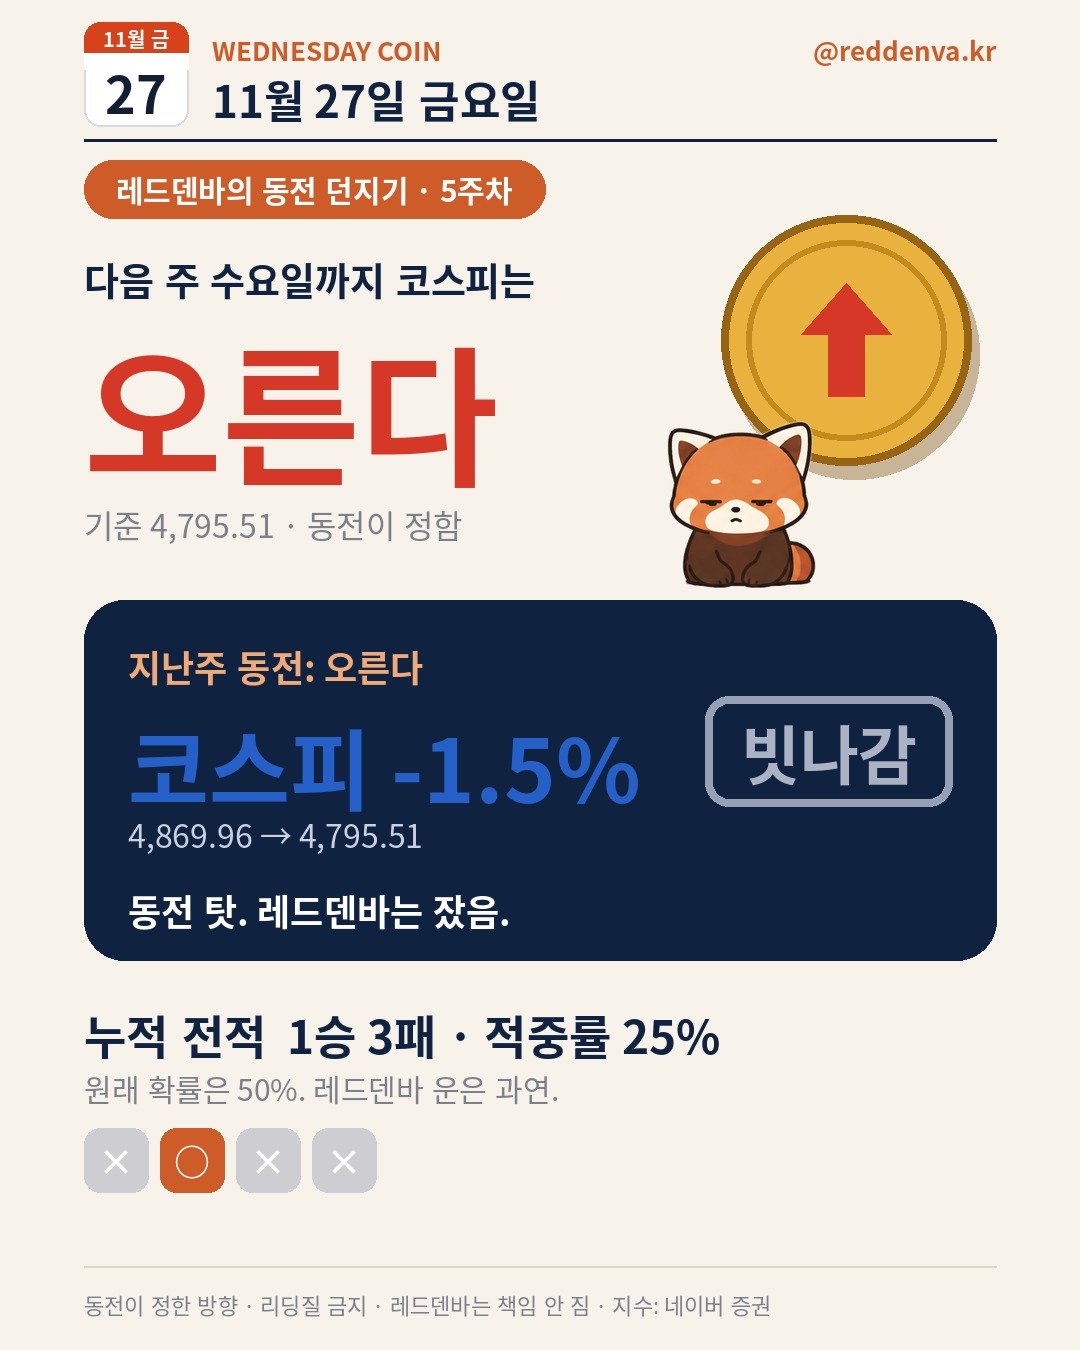 11월 금
27
WEDNESDAY COIN
11월 27일 금요일
@reddenva.kr
레드덴바의 동전 던지기 · 5주차
다음 주 수요일까지 코스피는
오른다
기준 4,795.51 · 동전이 정함
지난주 동전: 오른다
코스피 -1.5%
빗나감
4,869.96 → 4,795.51
동전 탓. 레드덴바는 잤음.
누적 전적 1승 3패 · 적중률 25%
원래 확률은 50%. 레드덴바 운은 과연.
× ○ × ×
동전이 정한 방향 · 리딩질 금지 · 레드덴바는 책임 안 짐 · 지수: 네이버 증권